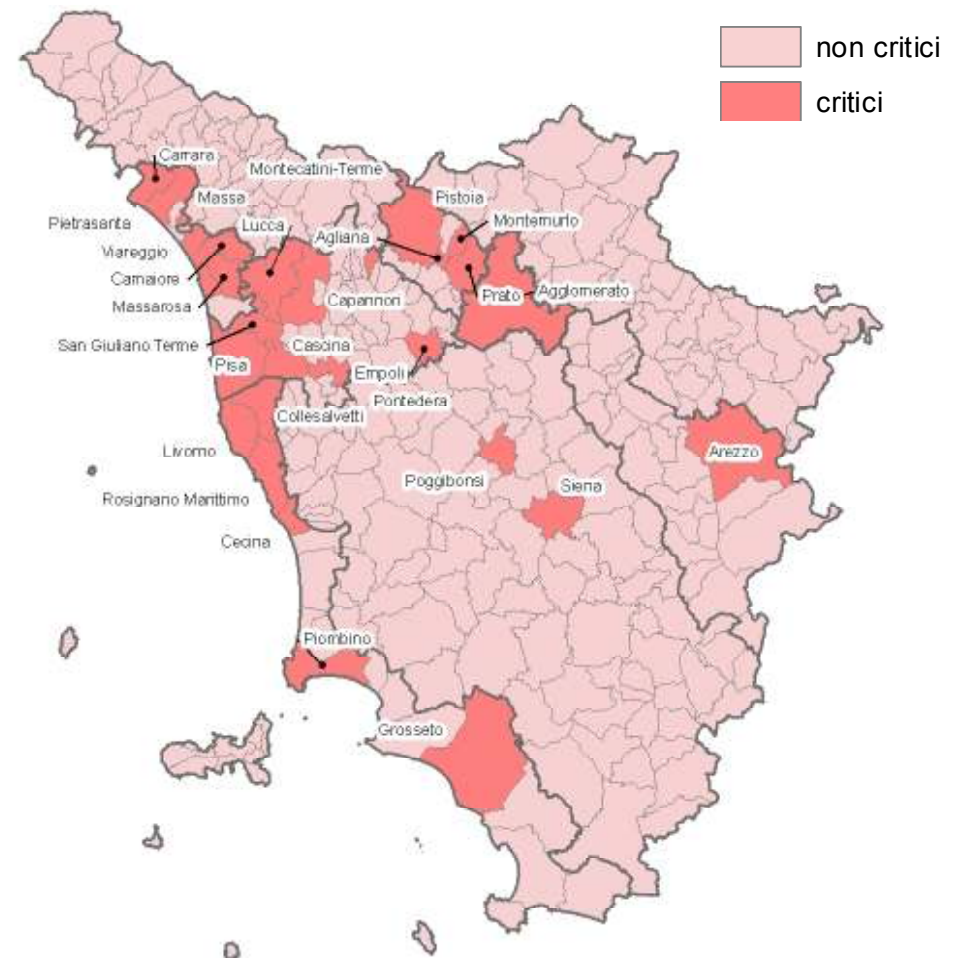 non critici
critici
Carrara
Montecatini-Terme
Massa
Pistoia
Pietrasanta
Lucca
Agliana
Montemurlo
Viareggio
Camaiore
Prato
Agglomerato
Massarosa
Capannori
San Giuliano Terme
Cascina
Pisa
Empoli
Pontedera
Collesalvetti
Livorno
Arezzo
Poggibonsi
Siena
Rosignano Marittimo
Cecina
Piombino
Grosseto